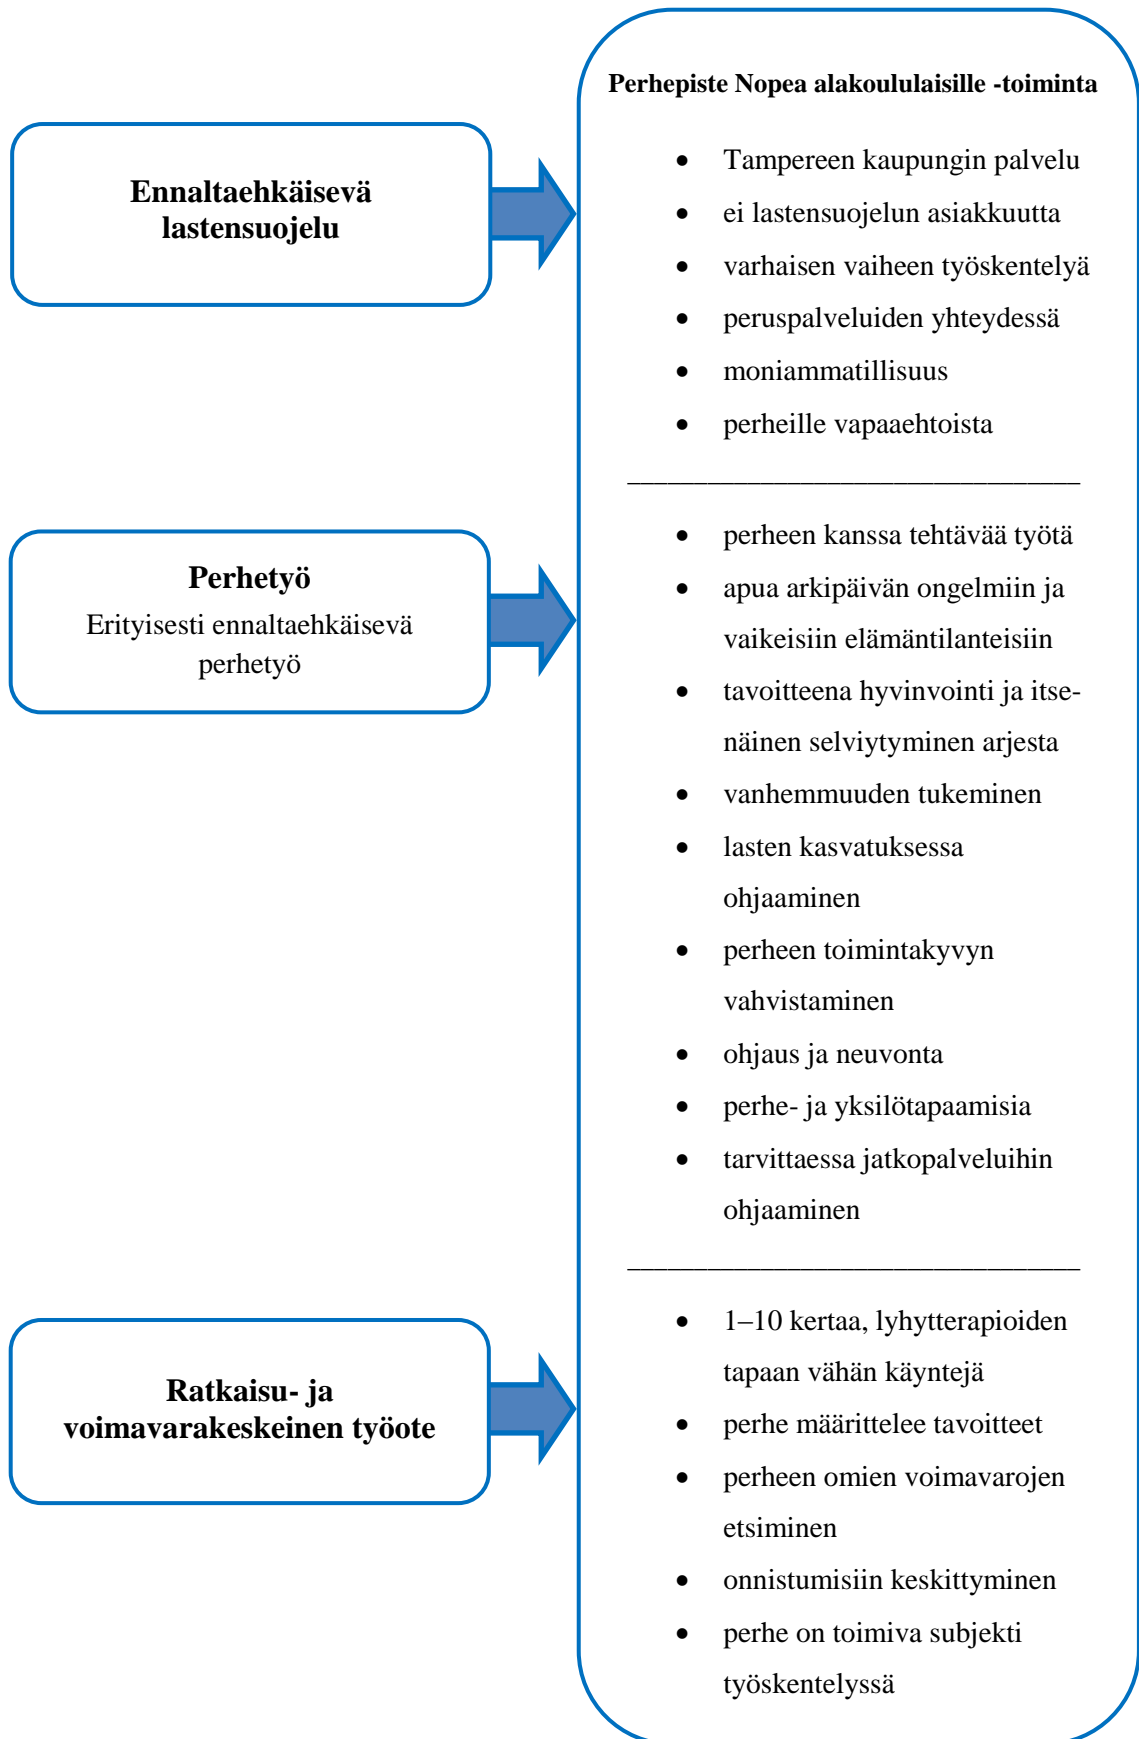 Perhepiste Nopea alakoululaisille -toiminta
Ennaltaehkäisevä
lastensuojelu
• Tampereen kaupungin palvelu
• ei lastensuojelun asiakkuutta
• varhaisen vaiheen työskentelyä
• peruspalveluiden yhteydessä
• moniammatillisuus
• perheille vapaaehtoista
Perhetyö
Erityisesti ennaltaehkäisevä
perhetyö
• perheen kanssa tehtävää työtä
• apua arkipäivän ongelmiin ja
vaikeisiin elämäntilanteisiin
• tavoitteena hyvinvointi ja itse-
näinen selviytyminen arjesta
• vanhemmuuden tukeminen
• lasten kasvatuksessa
ohjaaminen
• perheen toimintakyvyn
vahvistaminen
• ohjaus ja neuvonta
• perhe- ja yksilötapaamisia
• tarvittaessa jatkopalveluihin
ohjaaminen
Ratkaisu- ja
voimavarakeskeinen työote
• 1–10 kertaa, lyhytterapioiden
tapaan vähän käyntejä
• perhe määrittelee tavoitteet
• perheen omien voimavarojen
etsiminen
• onnistumisiin keskittyminen
• perhe on toimiva subjekti
työskentelyssä